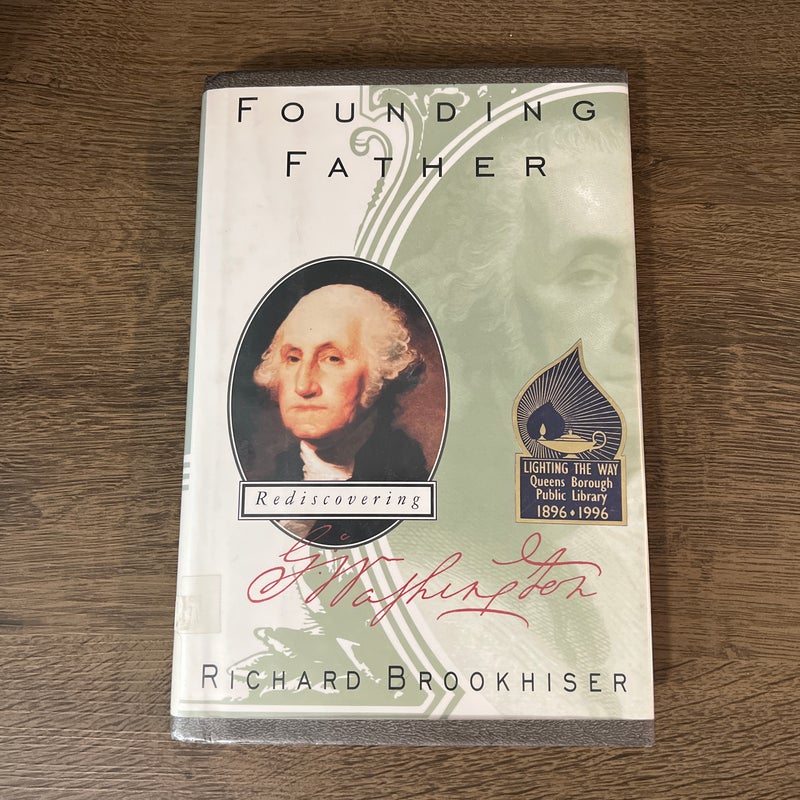 FOUNDING
FATHER
Rediscovering
G. Washington
LIGHTING THE WAY
Queens Borough
Public Library
1896 • 1996
RICHARD BROOKHISER